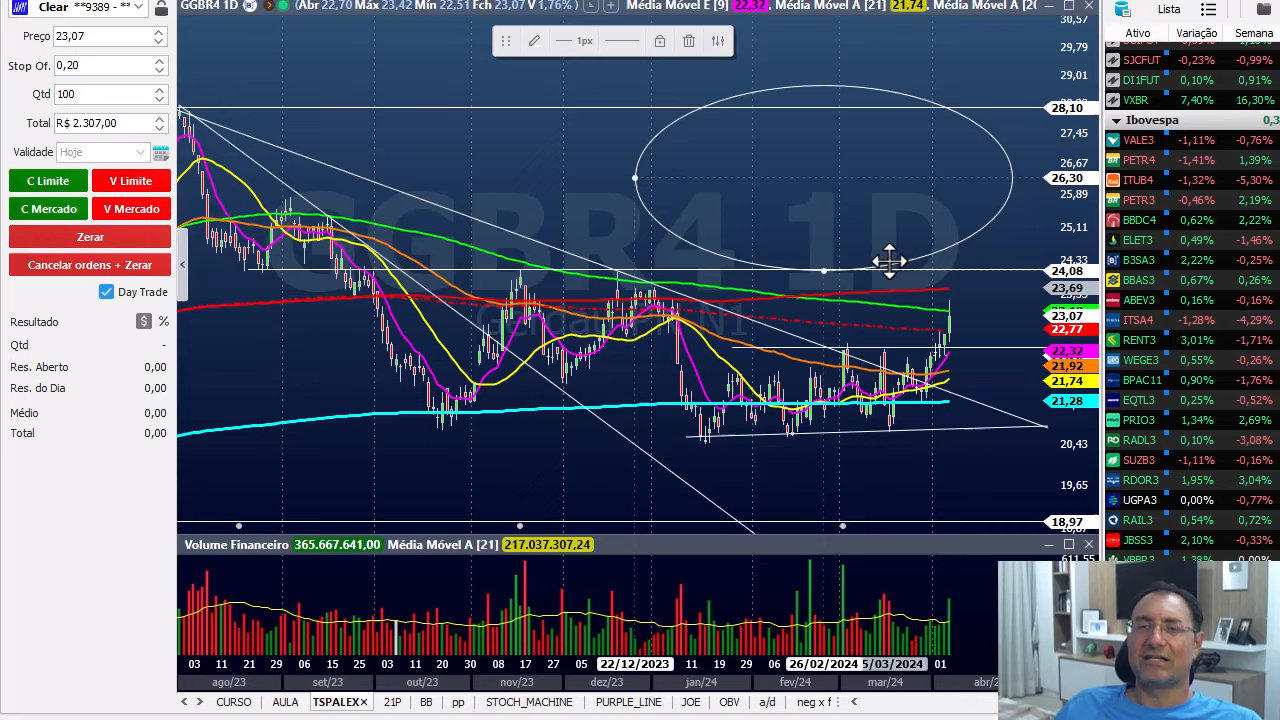 Clear **9389 - **
Preço 23,07
Stop Of. 0,20
Qtd 100
Total R$ 2.307,00
Validade Hoje
C Limite V Limite
C Mercado V Mercado
Zerar
Cancelar ordens + Zerar
Day Trade
Resultado $ %
Qtd -
Res. Aberto 0,00
Res. do Dia 0,00
Médio 0,00
Total 0,00
GGBR4 1D (Abr 22,70 Máx 23,42 Min 22,51 Fch 23,07 V 1,76%) Média Móvel E [9] 22,32 Média Móvel A [21] 21,74 Média Móvel A [20
1px
GGBR4 1D
30,57
29,79
29,01
28,10
27,45
26,67
26,30
25,89
25,11
24,33
24,08
23,69
23,07
22,77
22,32
21,92
21,74
21,28
20,43
19,65
18,97
Volume Financeiro 365.667.641,00 Média Móvel A [21] 217.037.307,24
611,55
03 11 21 29 06 15 25 03 11 20 30 08 17 27 05 22/12/2023 11 19 29 06 26/02/2024 5/03/2024 01
ago/23 set/23 out/23 nov/23 dez/23 jan/24 fev/24 mar/24 abr/2
CURSO AULA TSPALEX× 21P BB pp STOCH_MACHINE PURPLE_LINE JOE OBV a/d neg x f
Lista
Ativo Variação Semana
SJCFUT -0,23% -0,99%
DI1FUT 0,10% 0,91%
VXBR 7,40% 16,30%
Ibovespa 0,3
VALE3 -1,11% -0,76%
PETR4 -1,41% 1,39%
ITUB4 -1,32% -5,30%
PETR3 -0,46% 2,19%
BBDC4 0,62% 2,22%
ELET3 0,49% -1,46%
B3SA3 -2,22% -0,25%
BBAS3 0,26% 0,67%
ABEV3 0,16% -0,16%
ITSA4 -1,28% -4,29%
RENT3 3,01% -1,71%
WEGE3 0,55% -0,26%
BPAC11 0,90% -1,76%
EQTL3 0,25% -0,52%
PRIO3 1,34% 2,69%
RADL3 0,10% -3,08%
SUZB3 -1,11% -0,16%
RDOR3 1,95% 3,04%
UGPA3 0,00% -0,77%
RAIL3 0,54% 0,72%
JBSS3 2,10% -0,33%